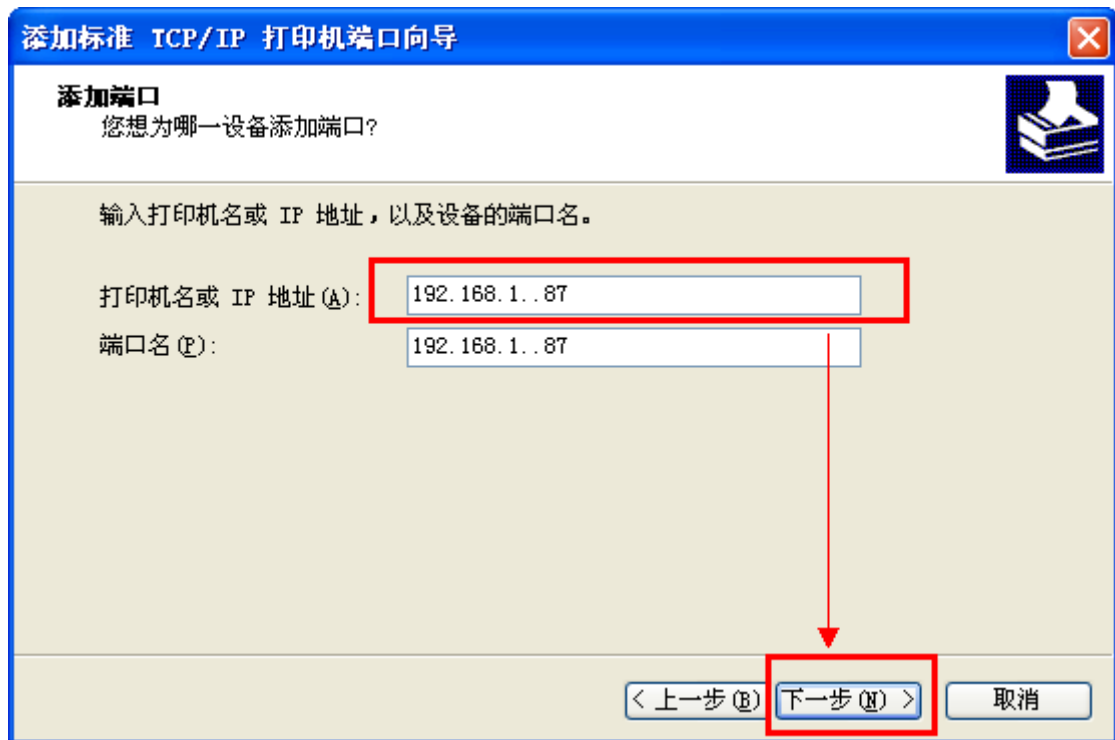 添加标准 TCP/IP 打印机端口向导
添加端口
您想为哪一设备添加端口?
输入打印机名或 IP 地址，以及设备的端口名。
打印机名或 IP 地址(A): 192.168.1..87
端口名(P): 192.168.1..87
< 上一步(B) 下一步(N) > 取消